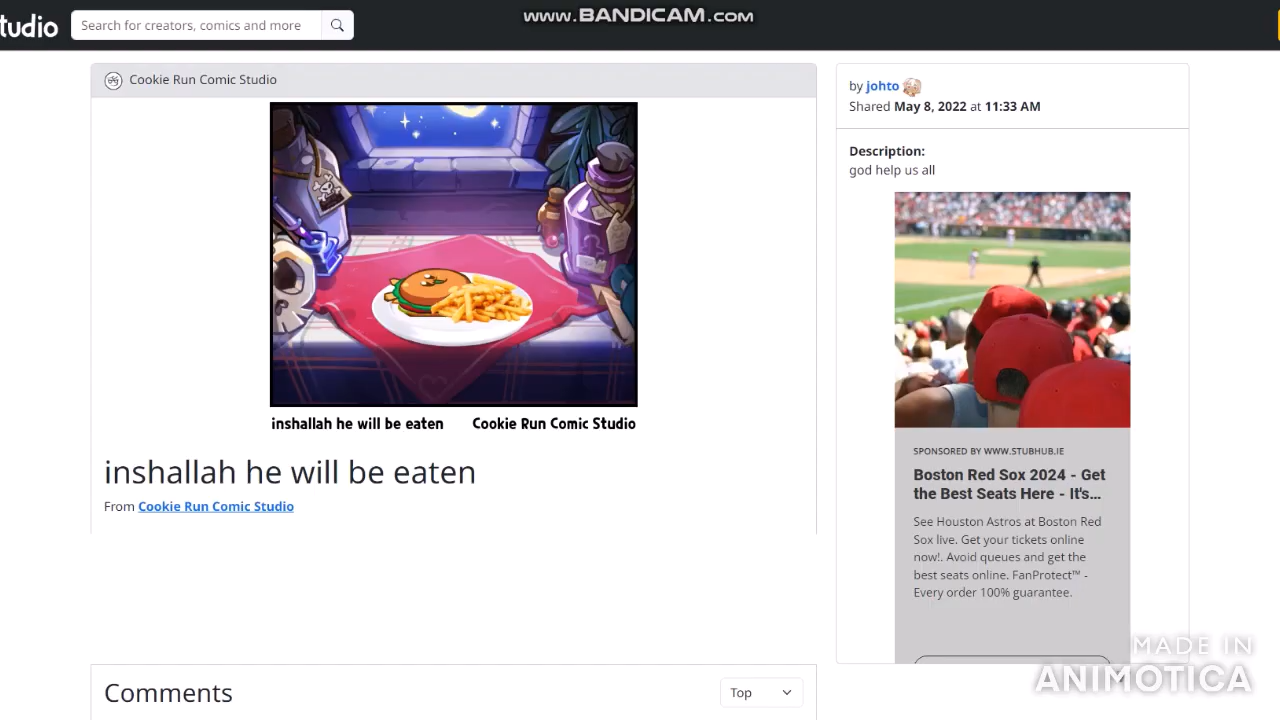 tudio
Search for creators, comics and more
www.BANDICAM.com
Cookie Run Comic Studio
inshallah he will be eaten
Cookie Run Comic Studio
inshallah he will be eaten
From Cookie Run Comic Studio
Comments
Top
by johto
Shared May 8, 2022 at 11:33 AM
Description:
god help us all
SPONSORED BY WWW.STUBHUB.IE
Boston Red Sox 2024 - Get
the Best Seats Here - It's...
See Houston Astros at Boston Red
Sox live. Get your tickets online
now!. Avoid queues and get the
best seats online. FanProtect™ -
Every order 100% guarantee.
MADE IN
ANIMOTICA